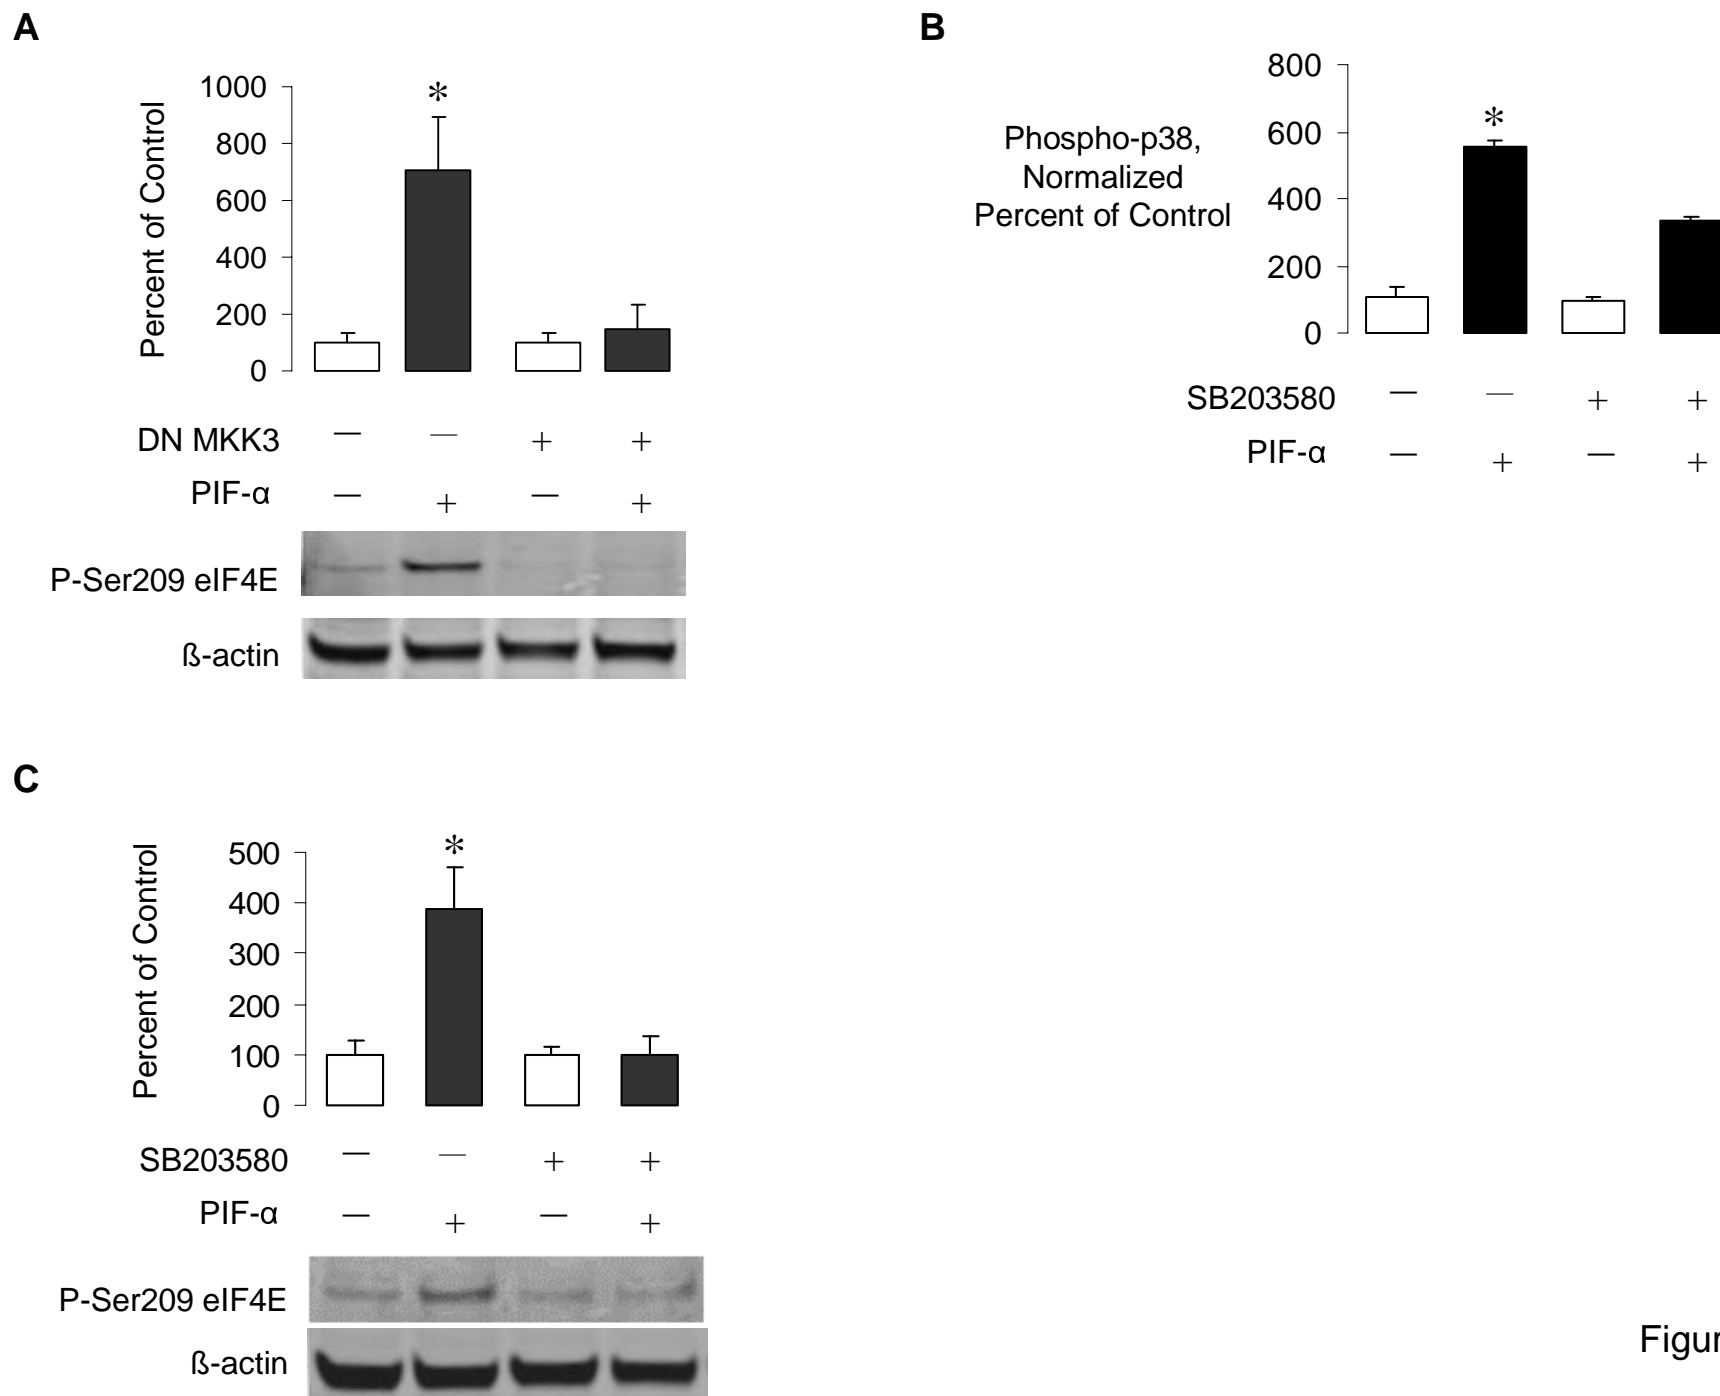 A
1000
800
600
400
200
0
Percent of Control
*
DN MKK3 — — + +
PIF-α — + — +
P-Ser209 eIF4E
ß-actin
B
Phospho-p38,
Normalized
Percent of Control
800
600
400
200
0
*
SB203580 — — + +
PIF-α — + — +
C
500
400
300
200
100
0
Percent of Control
*
SB203580 — — + +
PIF-α — + — +
P-Ser209 eIF4E
ß-actin
Figur